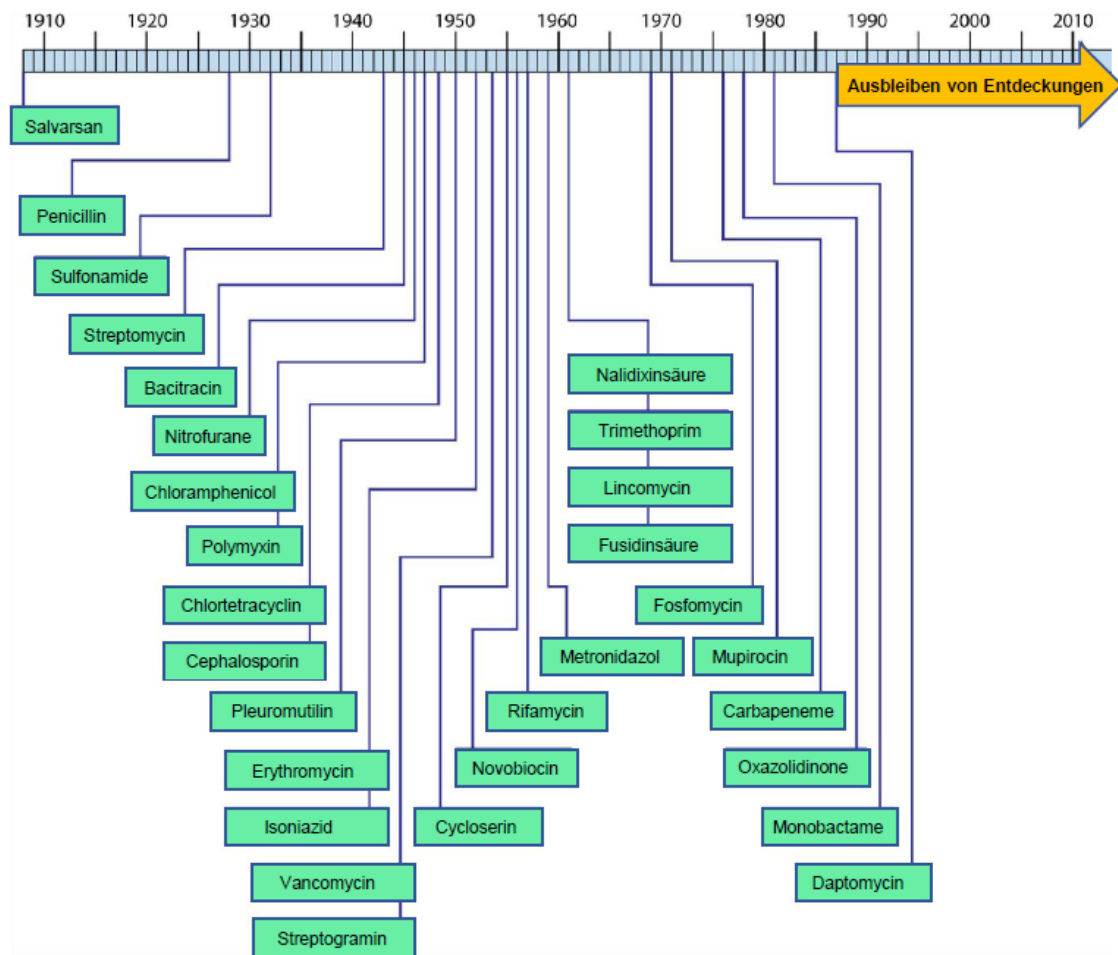 1910 1920 1930 1940 1950 1960 1970 1980 1990 2000 2010
Ausbleiben von Entdeckungen
Salvarsan
Penicillin
Sulfonamide
Streptomycin
Bacitracin
Nitrofurane
Chloramphenicol
Polymyxin
Chlortetracyclin
Cephalosporin
Pleuromutilin
Erythromycin
Isoniazid
Vancomycin
Streptogramin
Cycloserin
Novobiocin
Rifamycin
Metronidazol
Nalidixinsäure
Trimethoprim
Lincomycin
Fusidinsäure
Fosfomycin
Mupirocin
Carbapeneme
Oxazolidinone
Monobactame
Daptomycin